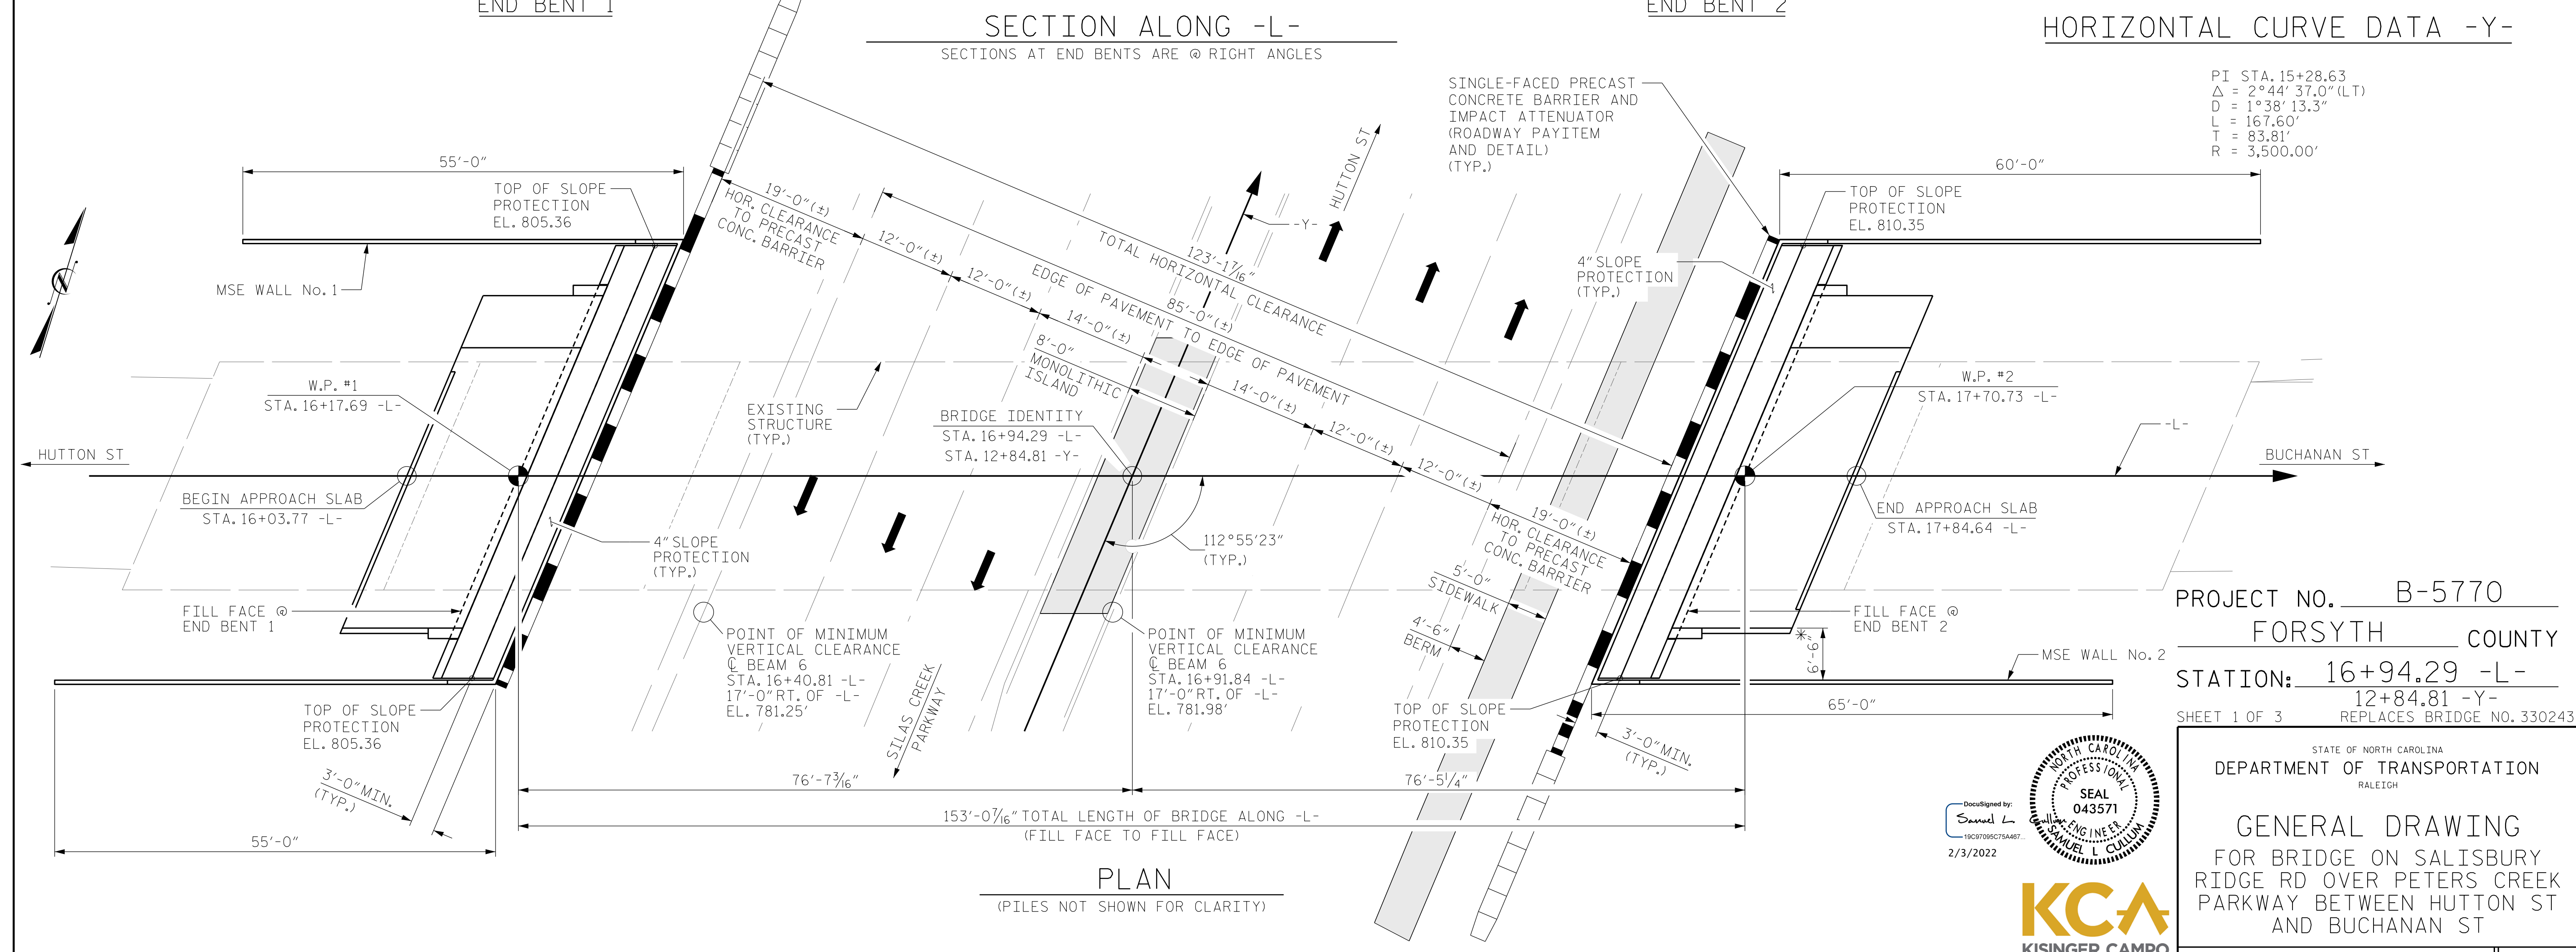 END BENT 1
SECTION ALONG -L-
SECTIONS AT END BENTS ARE @ RIGHT ANGLES
END BENT 2
HORIZONTAL CURVE DATA -Y-
PI STA. 15+28.63
△ = 2°44'37.0" (LT)
D = 1°38'13.3"
L = 167.60'
T = 83.81'
R = 3,500.00'
SINGLE-FACED PRECAST
CONCRETE BARRIER AND
IMPACT ATTENUATOR
(ROADWAY PAYITEM
AND DETAIL)
(TYP.)
55'-0"
TOP OF SLOPE
PROTECTION
EL. 805.36
MSE WALL No. 1
19'-0"(±)
HOR. CLEARANCE
TO PRECAST
CONC. BARRIER
12'-0"(±)
12'-0"(±)
14'-0"(±)
8'-0"
MONOLITHIC
ISLAND
14'-0"(±)
12'-0"(±)
12'-0"(±)
19'-0"(±)
HOR. CLEARANCE
TO PRECAST
CONC. BARRIER
123'-1 7/16"
TOTAL HORIZONTAL CLEARANCE
85'-0"(±)
EDGE OF PAVEMENT TO EDGE OF PAVEMENT
-Y-
HUTTON ST
60'-0"
TOP OF SLOPE
PROTECTION
EL. 810.35
4" SLOPE
PROTECTION
(TYP.)
N
W.P. #1
STA. 16+17.69 -L-
EXISTING
STRUCTURE
(TYP.)
BRIDGE IDENTITY
STA. 16+94.29 -L-
STA. 12+84.81 -Y-
W.P. #2
STA. 17+70.73 -L-
-L-
HUTTON ST
BUCHANAN ST
BEGIN APPROACH SLAB
STA. 16+03.77 -L-
END APPROACH SLAB
STA. 17+84.64 -L-
4" SLOPE
PROTECTION
(TYP.)
112°55'23"
(TYP.)
FILL FACE @
END BENT 1
POINT OF MINIMUM
VERTICAL CLEARANCE
℄ BEAM 6
STA. 16+40.81 -L-
17'-0" RT. OF -L-
EL. 781.25'
POINT OF MINIMUM
VERTICAL CLEARANCE
℄ BEAM 6
STA. 16+91.84 -L-
17'-0" RT. OF -L-
EL. 781.98'
SILAS CREEK
PARKWAY
5'-0"
SIDEWALK
4'-6"
BERM
FILL FACE @
END BENT 2
6'-9"*
MSE WALL No. 2
65'-0"
TOP OF SLOPE
PROTECTION
EL. 805.36
TOP OF SLOPE
PROTECTION
EL. 810.35
3'-0" MIN.
(TYP.)
3'-0" MIN.
(TYP.)
55'-0"
76'-7 3/16"
76'-5 1/4"
153'-0 7/16" TOTAL LENGTH OF BRIDGE ALONG -L-
(FILL FACE TO FILL FACE)
PLAN
(PILES NOT SHOWN FOR CLARITY)
PROJECT NO. B-5770
FORSYTH COUNTY
STATION: 16+94.29 -L-
12+84.81 -Y-
SHEET 1 OF 3 REPLACES BRIDGE NO. 330243
STATE OF NORTH CAROLINA
DEPARTMENT OF TRANSPORTATION
RALEIGH
GENERAL DRAWING
FOR BRIDGE ON SALISBURY
RIDGE RD OVER PETERS CREEK
PARKWAY BETWEEN HUTTON ST
AND BUCHANAN ST
DocuSigned by:
Samuel L Cullum
19C97095C75A467...
2/3/2022
NORTH CAROLINA
PROFESSIONAL
SEAL
043571
ENGINEER
SAMUEL L CULLUM
KCA
KISINGER CAMPO